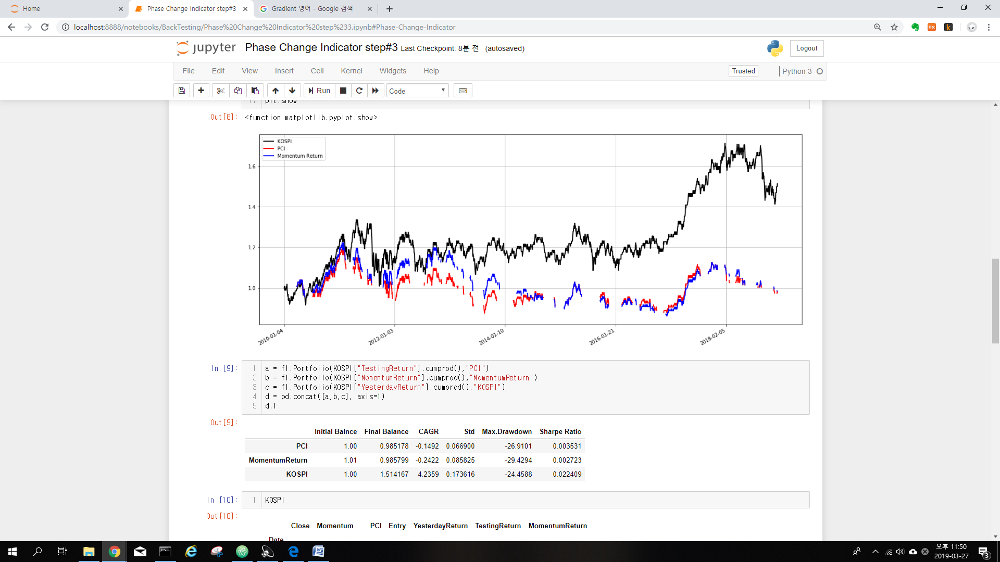 Home
Phase Change Indicator step#3
Gradient 영어 - Google 검색
localhost:8888/notebooks/BackTesting/Phase%20Change%20Indicator%20step%233.ipynb#Phase-Change-Indicator
jupyter Phase Change Indicator step#3 Last Checkpoint: 8분 전 (autosaved)
Logout
File Edit View Insert Cell Kernel Widgets Help
Trusted
Python 3
Run
Code
17 plt.show
Out[8]: <function matplotlib.pyplot.show>
KOSPI
PCI
Momentum Return
1.6
1.4
1.2
1.0
2010-01-04
2012-01-03
2014-01-10
2016-01-21
2018-02-05
In [9]: 1 a = fl.Portfolio(KOSPI["TestingReturn"].cumprod(),"PCI")
2 b = fl.Portfolio(KOSPI["MomentumReturn"].cumprod(),"MomentumReturn")
3 c = fl.Portfolio(KOSPI["YesterdayReturn"].cumprod(),"KOSPI")
4 d = pd.concat([a,b,c], axis=1)
5 d.T
Out[9]:
Initial Balnce Final Balance CAGR Std Max.Drawdown Sharpe Ratio
PCI 1.00 0.985178 -0.1492 0.066900 -26.9101 0.003531
MomentumReturn 1.01 0.985799 -0.2422 0.085825 -29.4294 0.002723
KOSPI 1.00 1.514167 4.2359 0.173616 -24.4588 0.022409
In [10]: 1 KOSPI
Out[10]:
Close Momentum PCI Entry YesterdayReturn TestingReturn MomentumReturn
Date
오후 11:50
2019-03-27
3